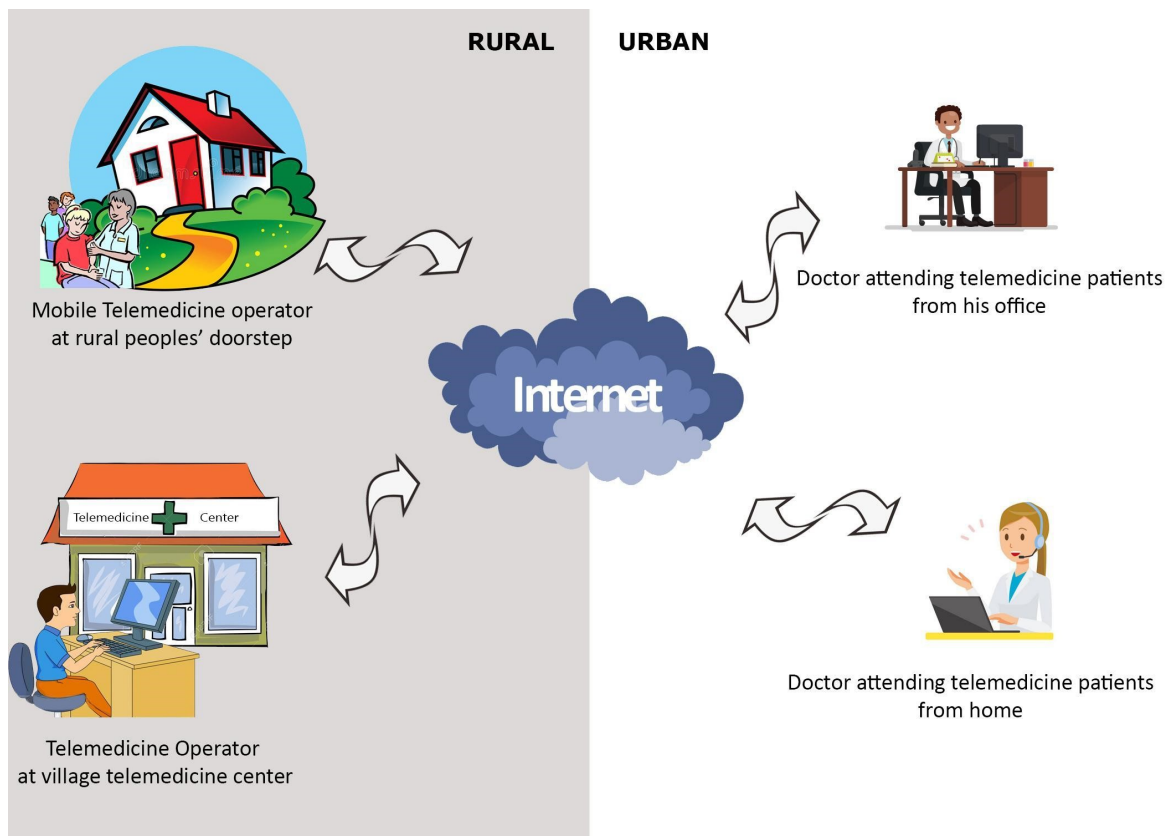 RURAL
URBAN
Mobile Telemedicine operator
at rural peoples’ doorstep
Doctor attending telemedicine patients
from his office
Internet
Telemedicine Center
Telemedicine Operator
at village telemedicine center
Doctor attending telemedicine patients
from home